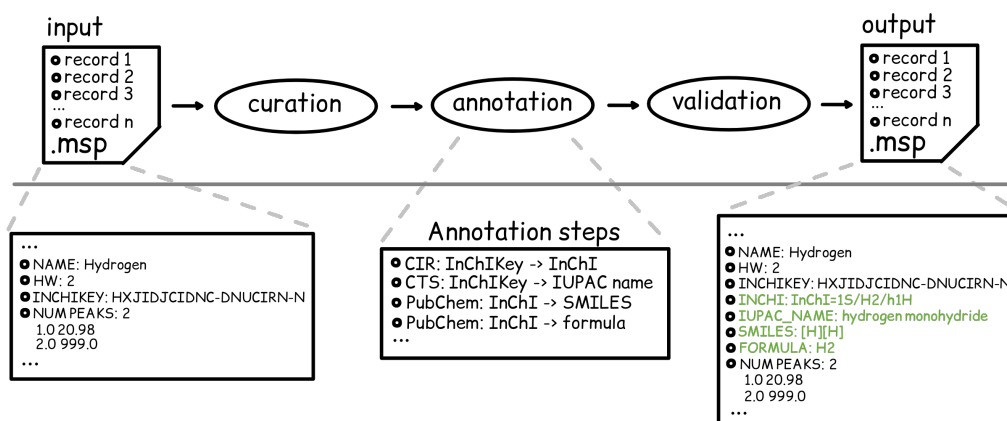 input
record 1
record 2
record 3
...
record n
.msp
curation
annotation
validation
output
record 1
record 2
record 3
...
record n
.msp
...
NAME: Hydrogen
HW: 2
INCHIKEY: HXJIDJCIDNC-DNUCIRN-N
NUM PEAKS: 2
1.0 20.98
2.0 999.0
...
Annotation steps
CIR: InChIKey -> InChI
CTS: InChIKey -> IUPAC name
PubChem: InChI -> SMILES
PubChem: InChI -> formula
...
...
NAME: Hydrogen
HW: 2
INCHIKEY: HXJIDJCIDNC-DNUCIRN-N
INCHI: InChI=1S/H2/h1H
IUPAC_NAME: hydrogen monohydride
SMILES: [H][H]
FORMULA: H2
NUM PEAKS: 2
1.0 20.98
2.0 999.0
...